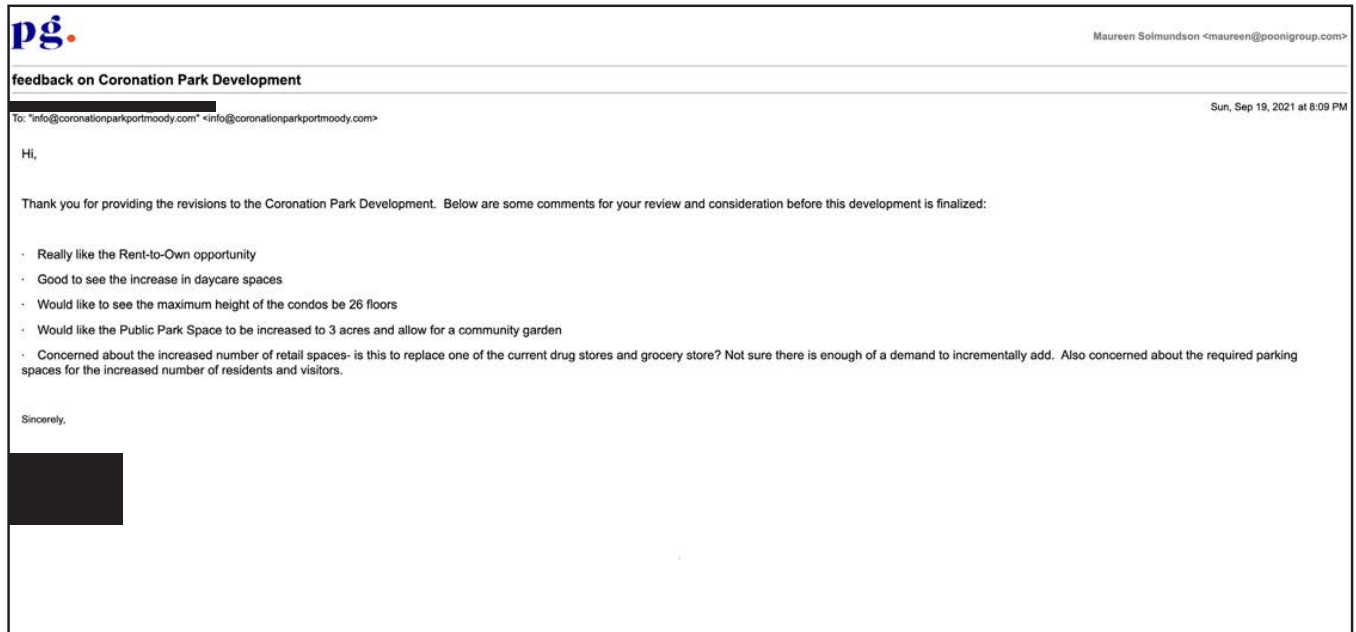 pg.
Maureen Solmundson <maureen@poonigroup.com>
feedback on Coronation Park Development
Sun, Sep 19, 2021 at 8:09 PM
To: "info@coronationparkportmoody.com" <info@coronationparkportmoody.com>
Hi,
Thank you for providing the revisions to the Coronation Park Development. Below are some comments for your review and consideration before this development is finalized:
· Really like the Rent-to-Own opportunity
· Good to see the increase in daycare spaces
· Would like to see the maximum height of the condos be 26 floors
· Would like the Public Park Space to be increased to 3 acres and allow for a community garden
· Concerned about the increased number of retail spaces- is this to replace one of the current drug stores and grocery store? Not sure there is enough of a demand to incrementally add. Also concerned about the required parking
spaces for the increased number of residents and visitors.
Sincerely,